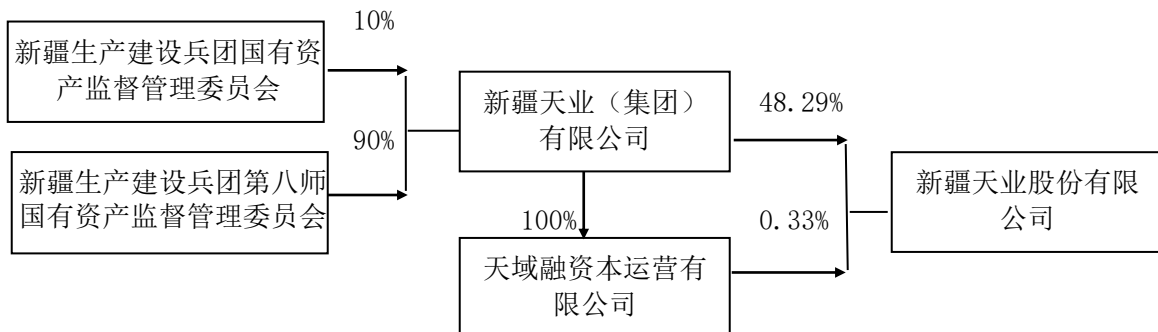 10%
新疆生产建设兵团国有资
产监督管理委员会
90%
新疆生产建设兵团第八师
国有资产监督管理委员会
新疆天业（集团）
有限公司
48.29%
100%
0.33%
天域融资本运营有
限公司
新疆天业股份有限
公司